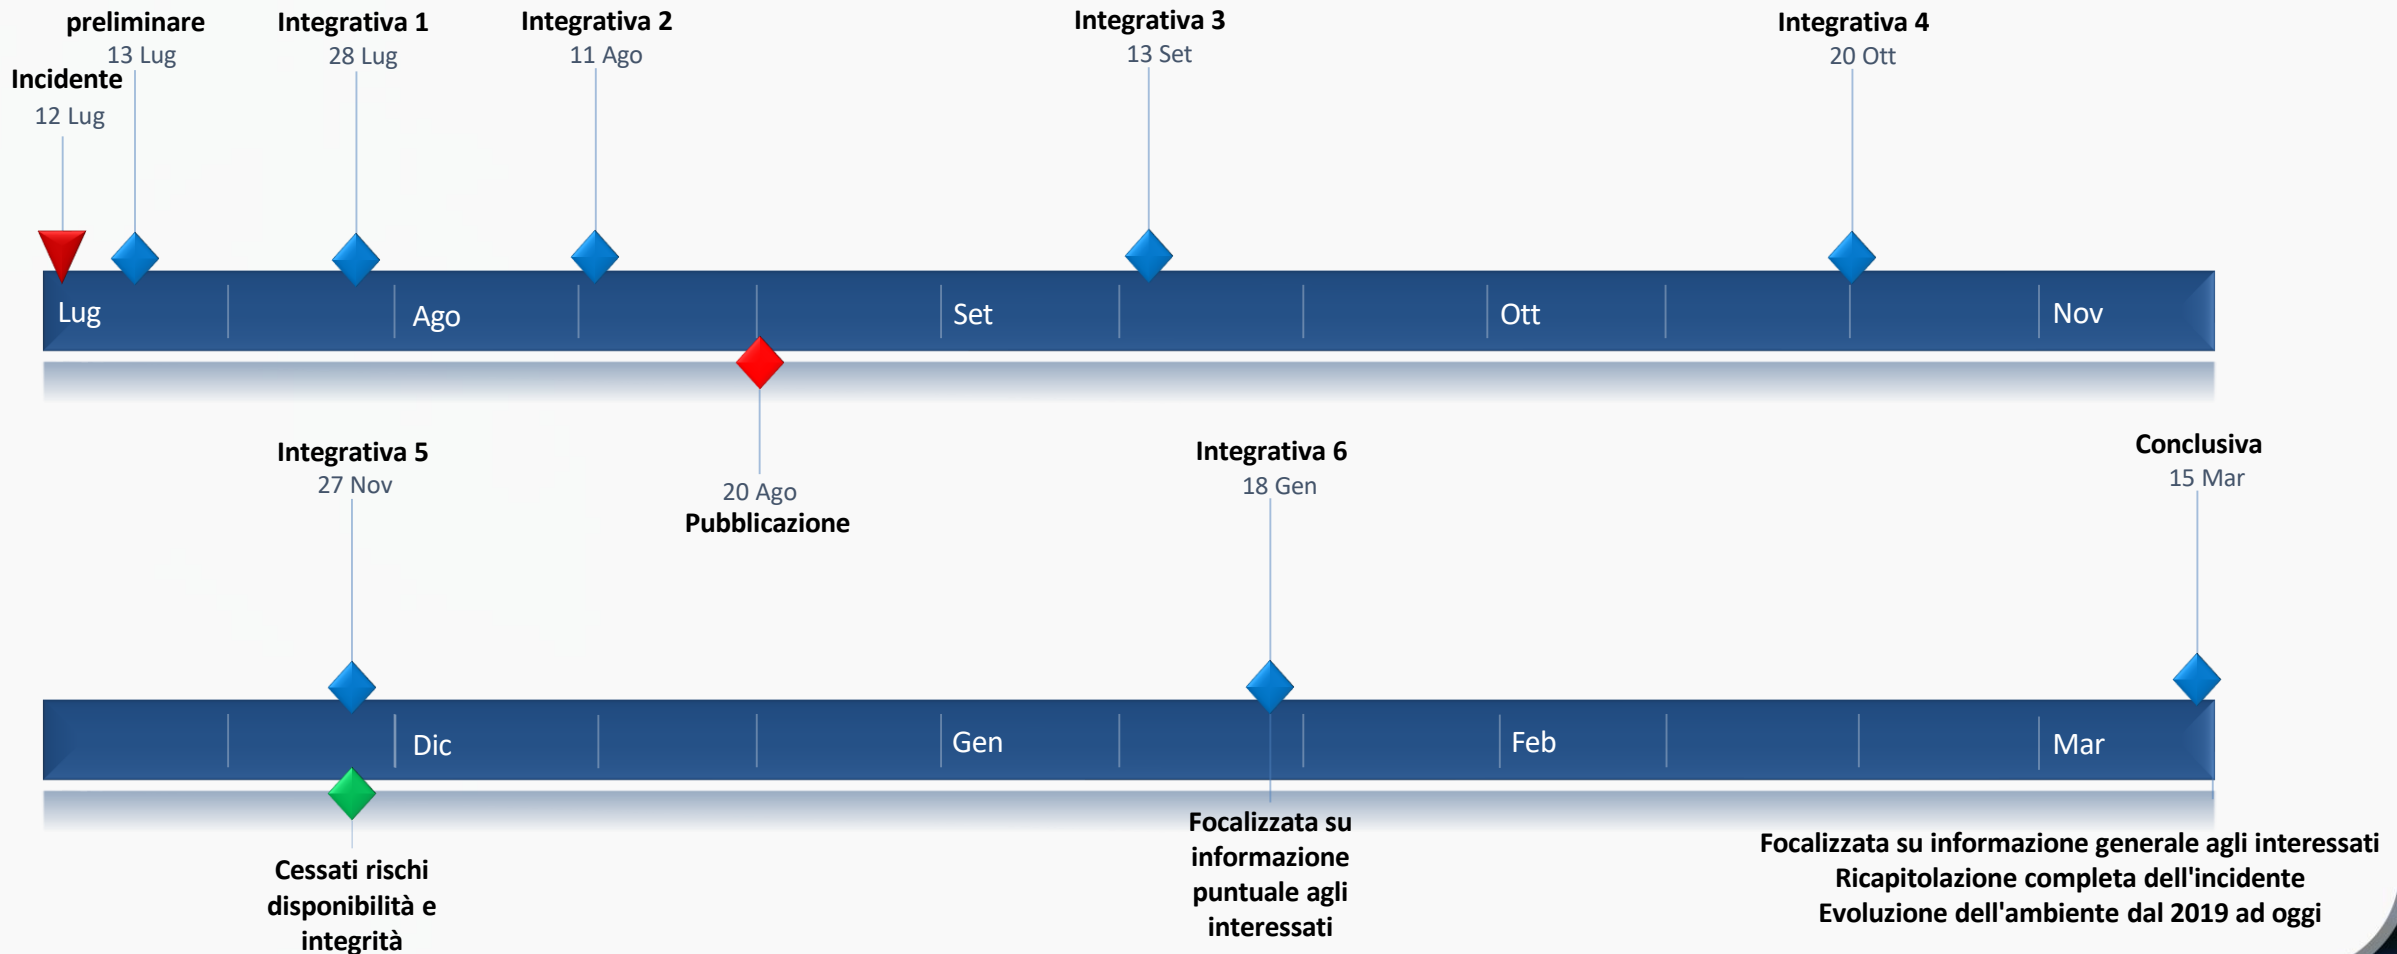 preliminare
13 Lug
Incidente
12 Lug
Integrativa 1
28 Lug
Integrativa 2
11 Ago
Integrativa 3
13 Set
Integrativa 4
20 Ott
Lug
Ago
Set
Ott
Nov
20 Ago
Pubblicazione
Integrativa 5
27 Nov
Integrativa 6
18 Gen
Conclusiva
15 Mar
Dic
Gen
Feb
Mar
Cessati rischi
disponibilità e
integrità
Focalizzata su
informazione
puntuale agli
interessati
Focalizzata su informazione generale agli interessati
Ricapitolazione completa dell'incidente
Evoluzione dell'ambiente dal 2019 ad oggi